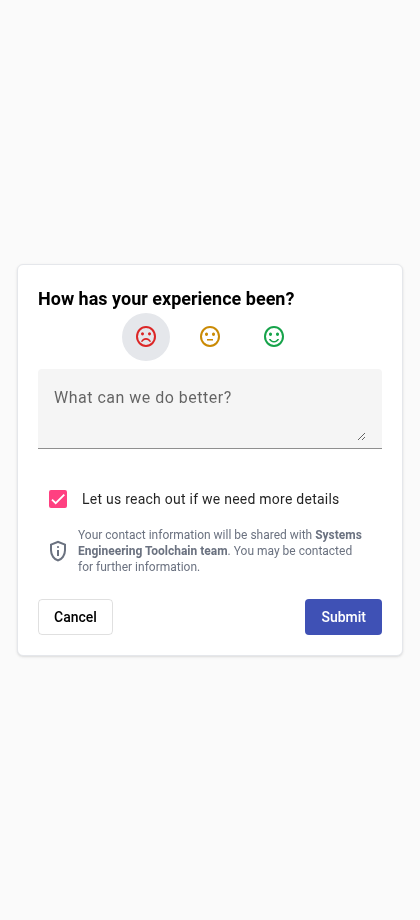 How has your experience been?
What can we do better?
Let us reach out if we need more details
Your contact information will be shared with Systems
Engineering Toolchain team. You may be contacted
for further information.
Cancel
Submit